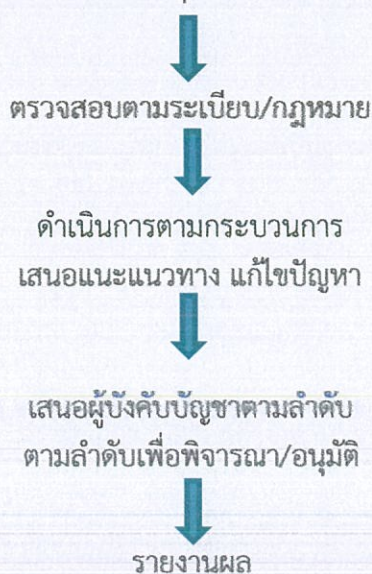 ตรวจสอบตามระเบียบ/กฎหมาย
ดำเนินการตามกระบวนการ
เสนอแนะแนวทาง แก้ไขปัญหา
เสนอผู้บังคับบัญชาตามลำดับ
ตามลำดับเพื่อพิจารณา/อนุมัติ
รายงานผล